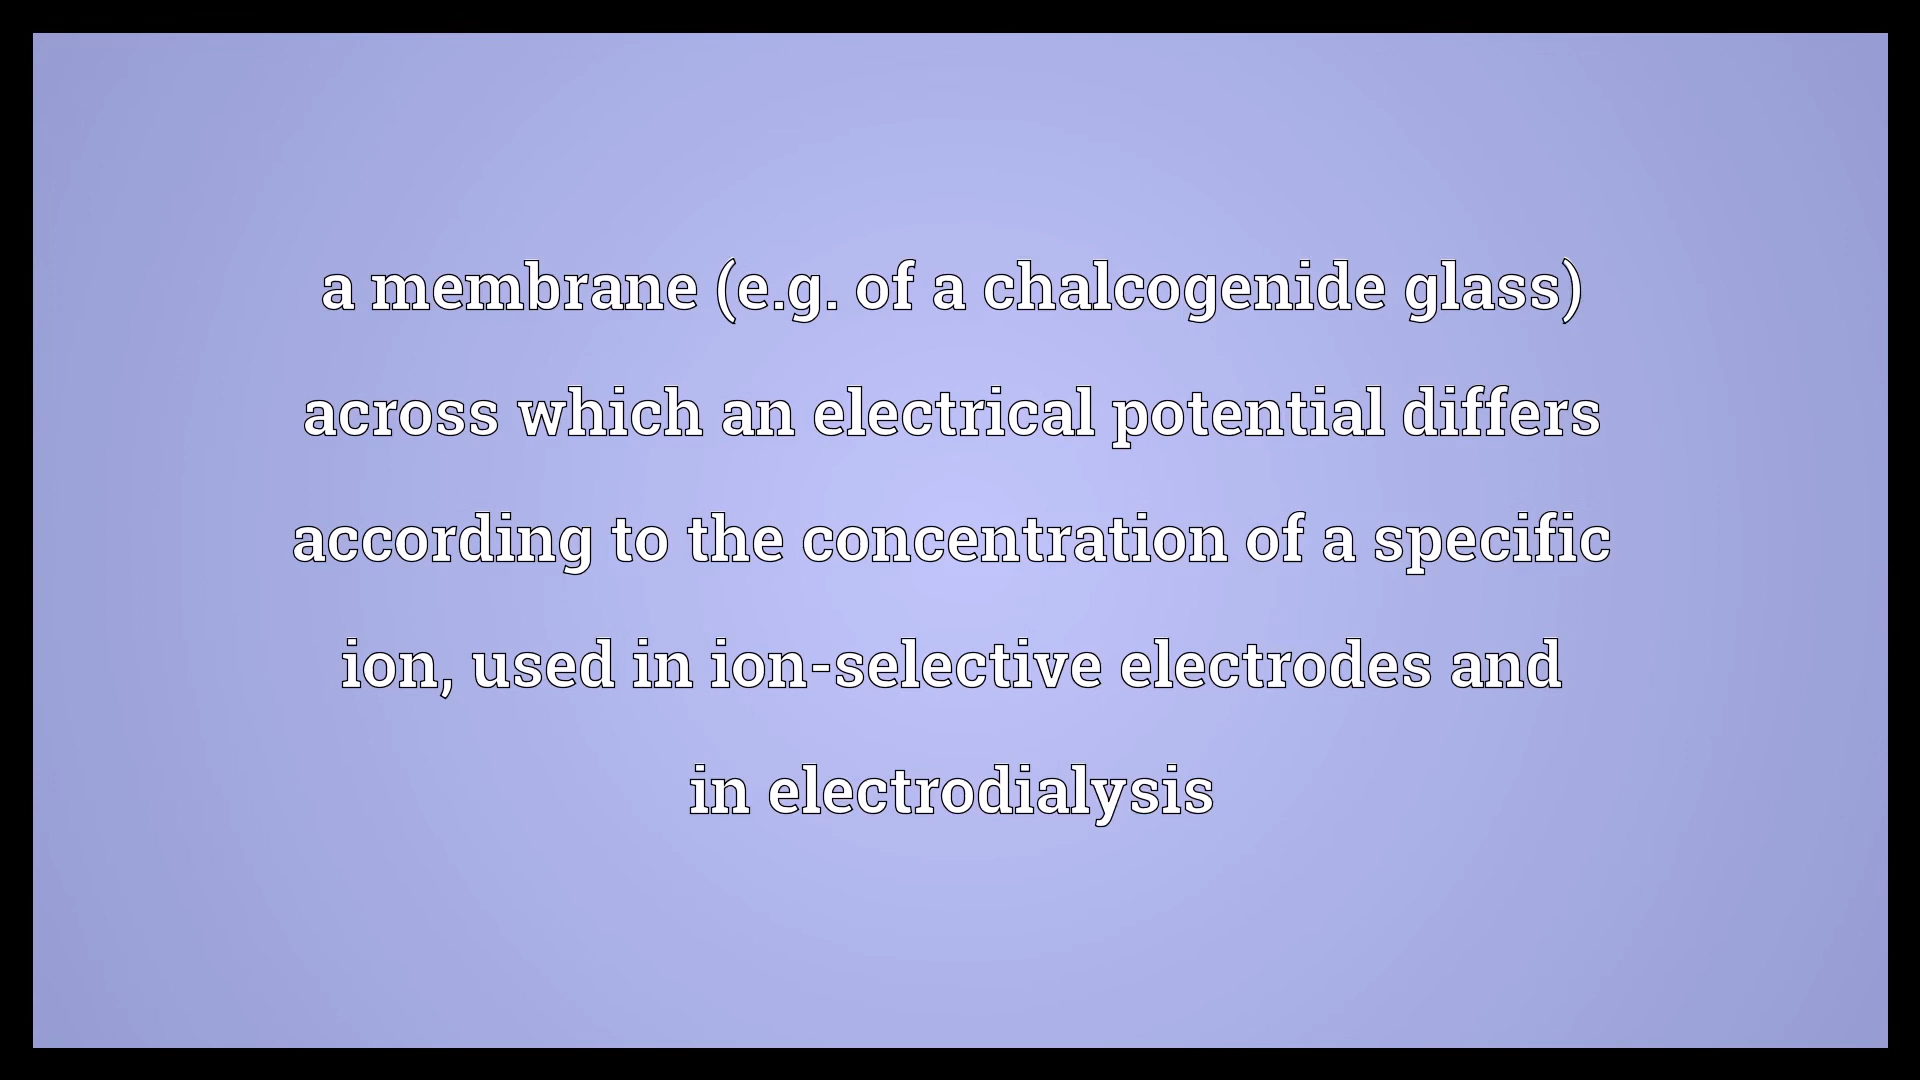 a membrane (e.g. of a chalcogenide glass)
across which an electrical potential differs
according to the concentration of a specific
ion, used in ion-selective electrodes and
in electrodialysis